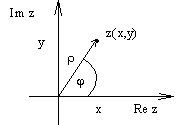 Im z
z(x,y)
y
ρ
φ
x Re z